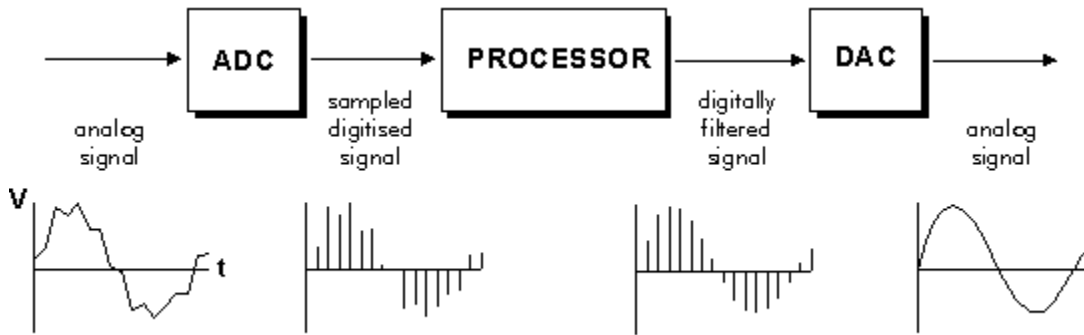 ADC
PROCESSOR
DAC
analog
signal
sampled
digitised
signal
digitally
filtered
signal
analog
signal
V
t